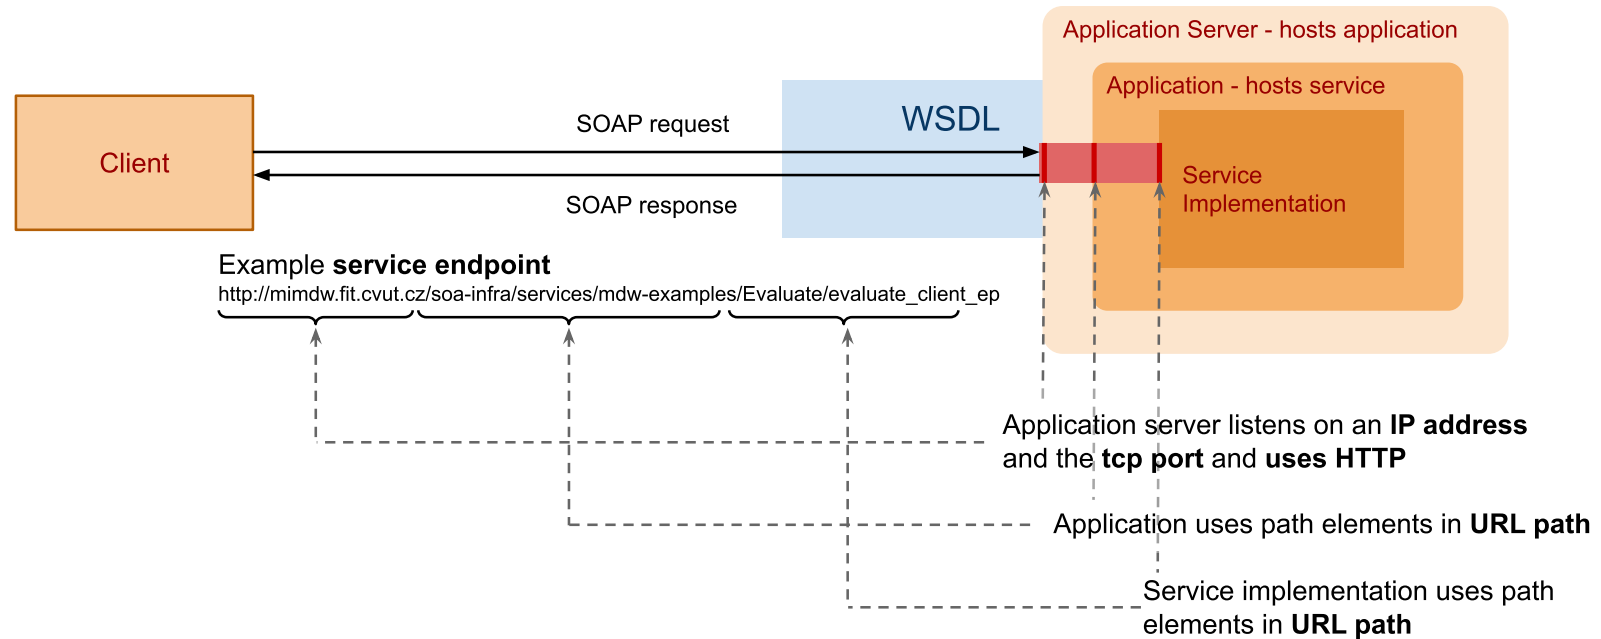 Application Server - hosts application
Application - hosts service
WSDL
SOAP request
Client
Service
Implementation
SOAP response
Example service endpoint
http://mimdw.fit.cvut.cz/soa-infra/services/mdw-examples/Evaluate/evaluate_client_ep
Application server listens on an IP address
and the tcp port and uses HTTP
Application uses path elements in URL path
Service implementation uses path
elements in URL path